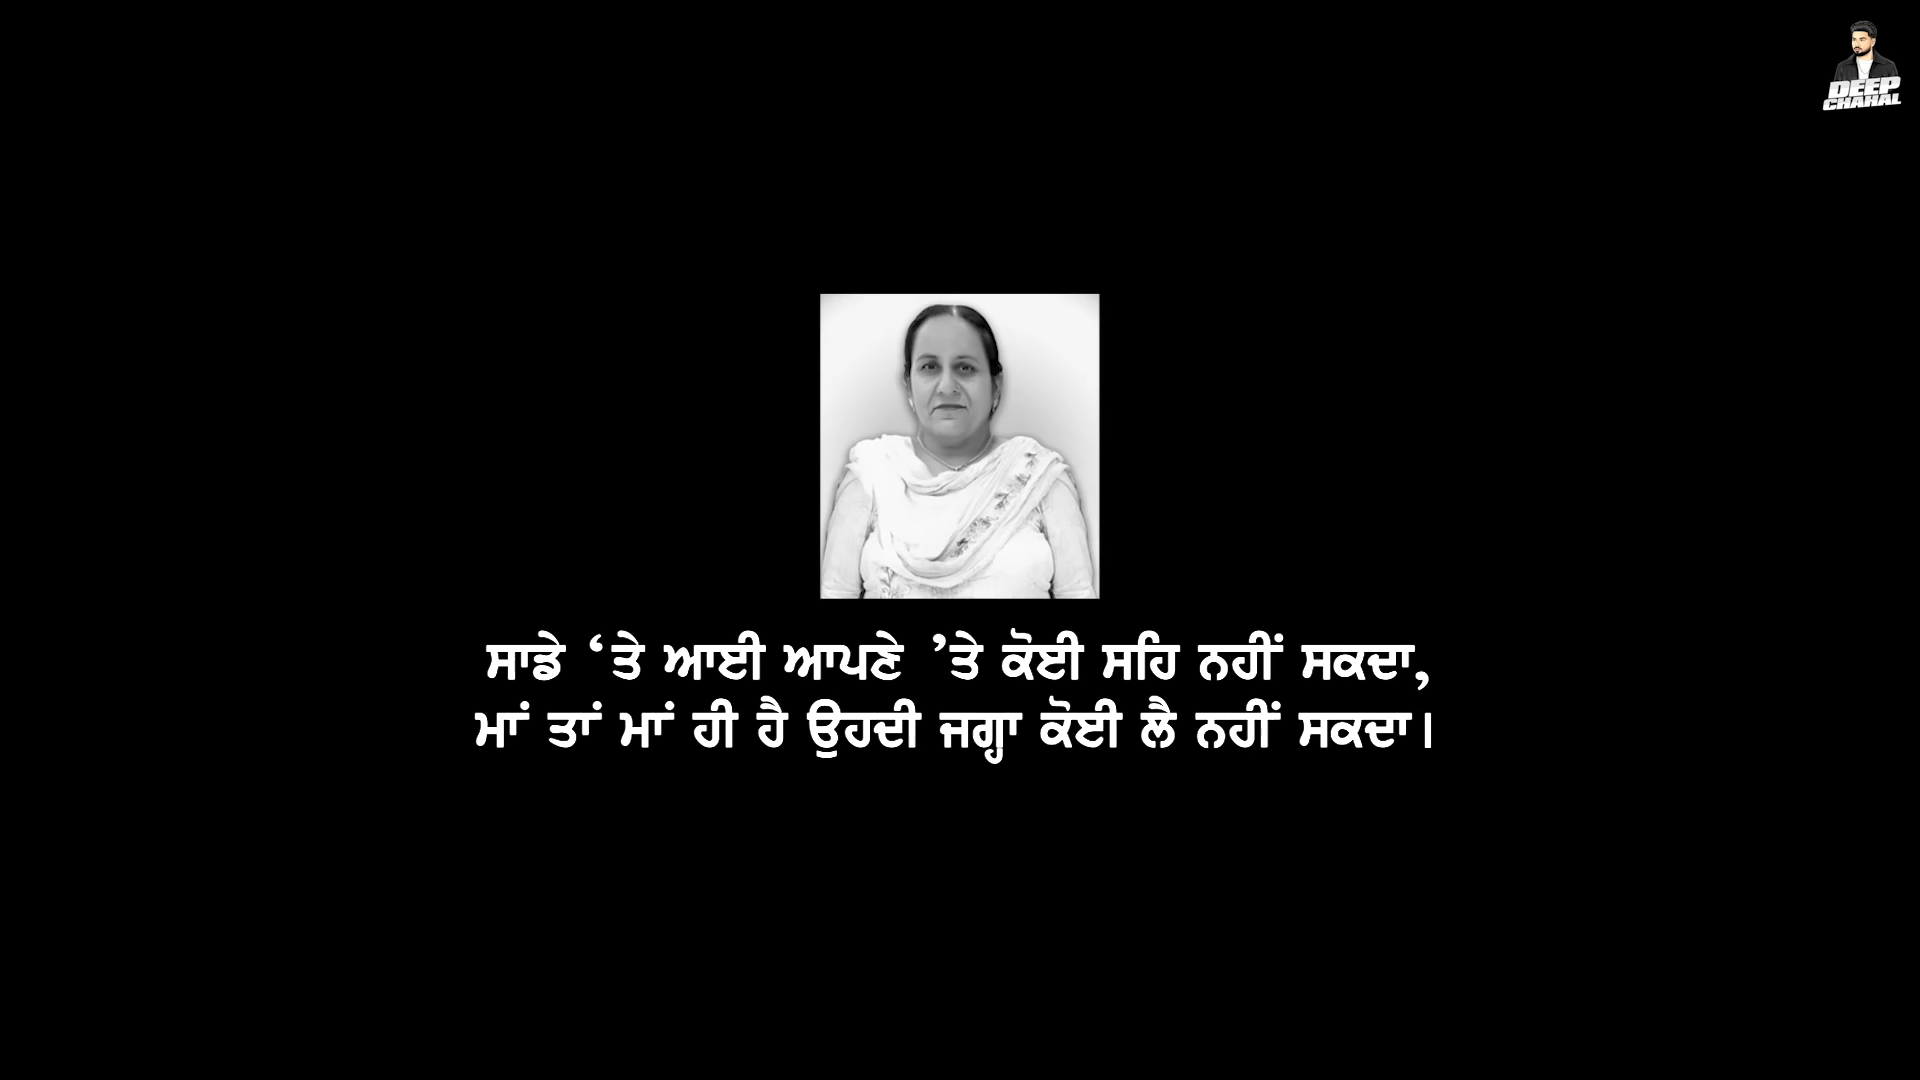 DEEP
CHAHAL
ਸਾਡੇ ‘ਤੇ ਆਈ ਆਪਣੇ ’ਤੇ ਕੋਈ ਸਹਿ ਨਹੀਂ ਸਕਦਾ,
ਮਾਂ ਤਾਂ ਮਾਂ ਹੀ ਹੈ ਉਹਦੀ ਜਗ੍ਹਾ ਕੋਈ ਲੈ ਨਹੀਂ ਸਕਦਾ।